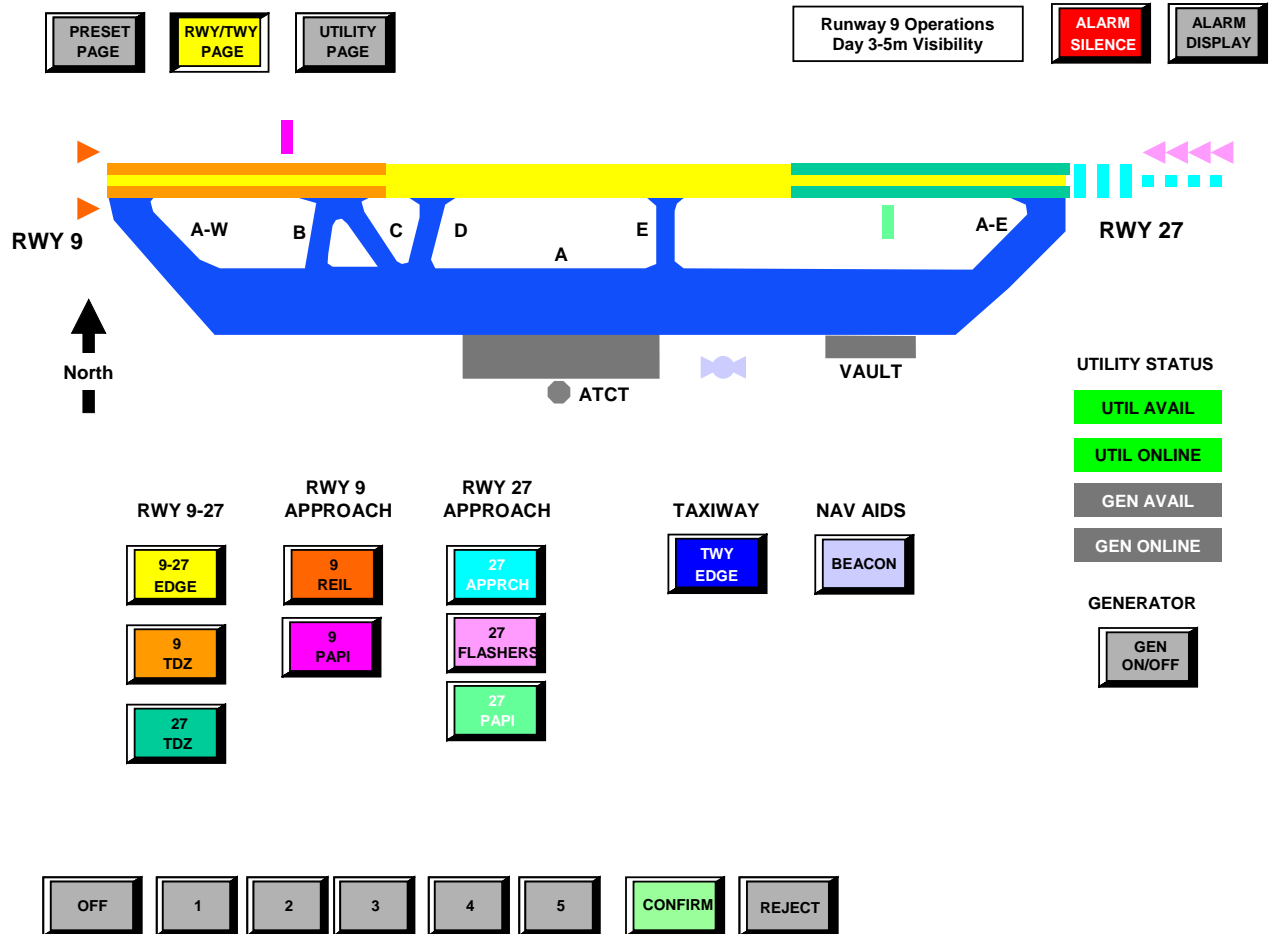 PRESET
PAGE
RWY/TWY
PAGE
UTILITY
PAGE
Runway 9 Operations
Day 3-5m Visibility
ALARM
SILENCE
ALARM
DISPLAY
RWY 9
A-W
B
C
D
A
E
A-E
RWY 27
North
ATCT
VAULT
UTILITY STATUS
UTIL AVAIL
UTIL ONLINE
GEN AVAIL
GEN ONLINE
GENERATOR
GEN
ON/OFF
RWY 9-27
9-27
EDGE
9
TDZ
27
TDZ
RWY 9
APPROACH
9
REIL
9
PAPI
RWY 27
APPROACH
27
APPRCH
27
FLASHERS
27
PAPI
TAXIWAY
TWY
EDGE
NAV AIDS
BEACON
OFF
1
2
3
4
5
CONFIRM
REJECT